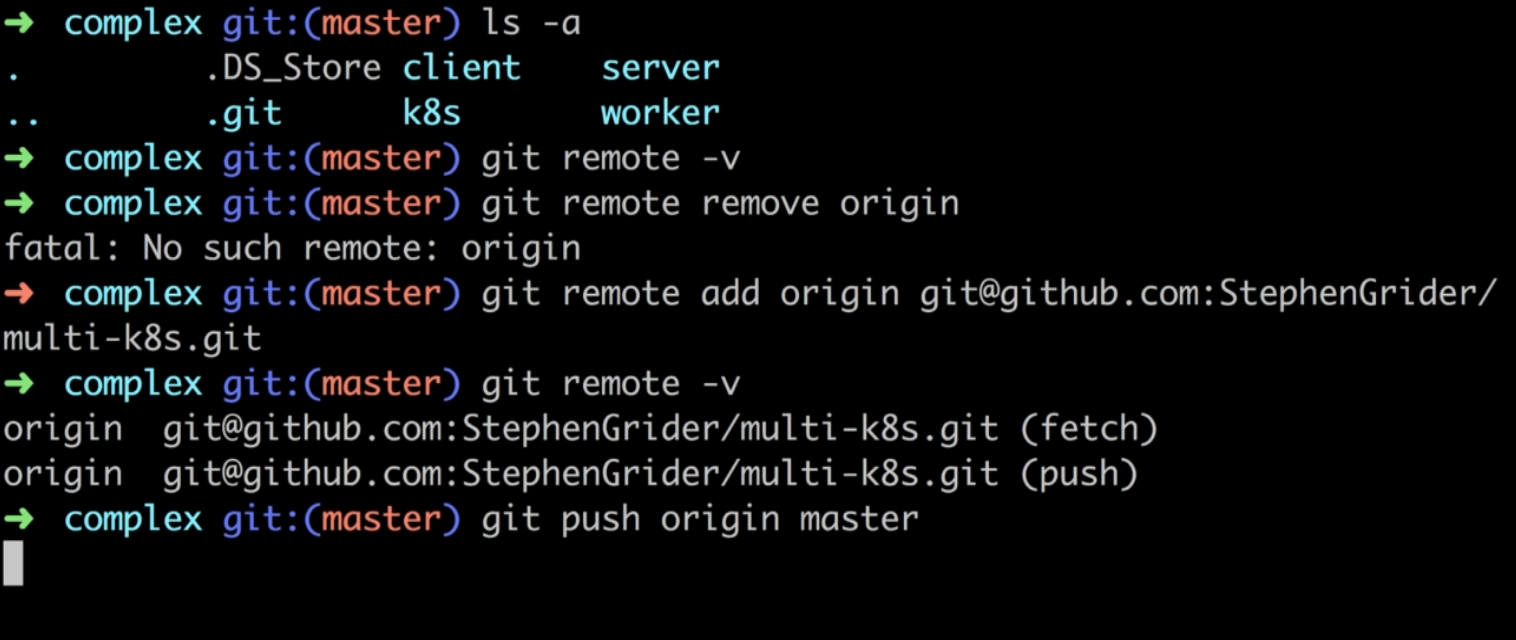 ➜ complex git:(master) ls -a
. .DS_Store client server
.. .git k8s worker
➜ complex git:(master) git remote -v
➜ complex git:(master) git remote remove origin
fatal: No such remote: origin
➜ complex git:(master) git remote add origin git@github.com:StephenGrider/
multi-k8s.git
➜ complex git:(master) git remote -v
origin git@github.com:StephenGrider/multi-k8s.git (fetch)
origin git@github.com:StephenGrider/multi-k8s.git (push)
➜ complex git:(master) git push origin master